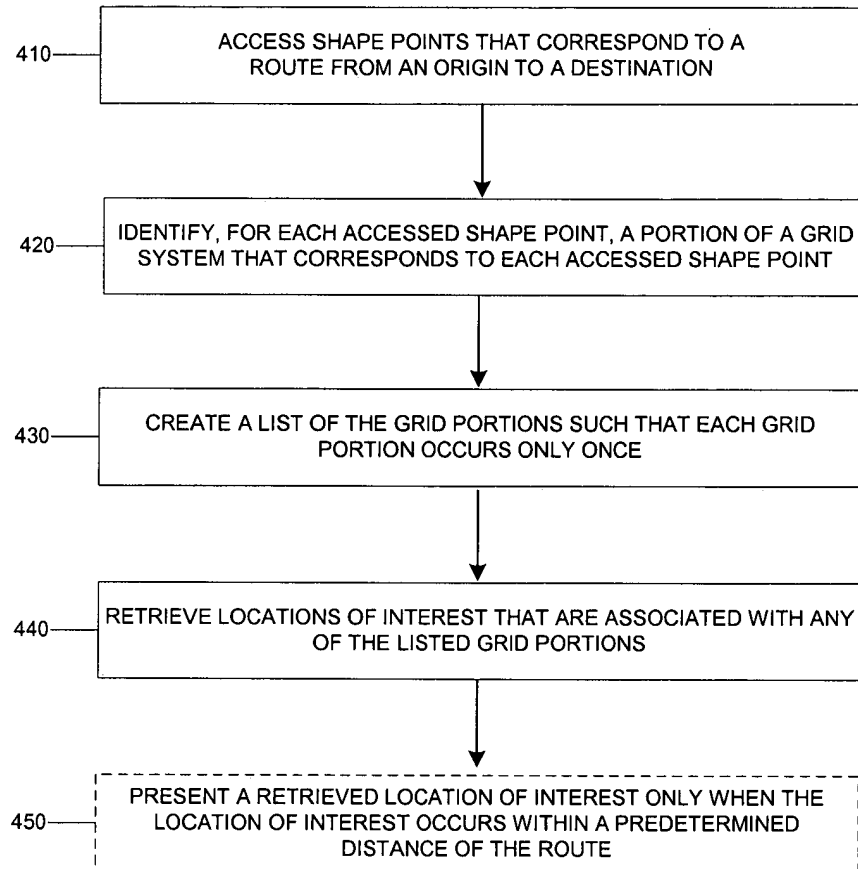 410
ACCESS SHAPE POINTS THAT CORRESPOND TO A
ROUTE FROM AN ORIGIN TO A DESTINATION
420
IDENTIFY, FOR EACH ACCESSED SHAPE POINT, A PORTION OF A GRID
SYSTEM THAT CORRESPONDS TO EACH ACCESSED SHAPE POINT
430
CREATE A LIST OF THE GRID PORTIONS SUCH THAT EACH GRID
PORTION OCCURS ONLY ONCE
440
RETRIEVE LOCATIONS OF INTEREST THAT ARE ASSOCIATED WITH ANY
OF THE LISTED GRID PORTIONS
450
PRESENT A RETRIEVED LOCATION OF INTEREST ONLY WHEN THE
LOCATION OF INTEREST OCCURS WITHIN A PREDETERMINED
DISTANCE OF THE ROUTE